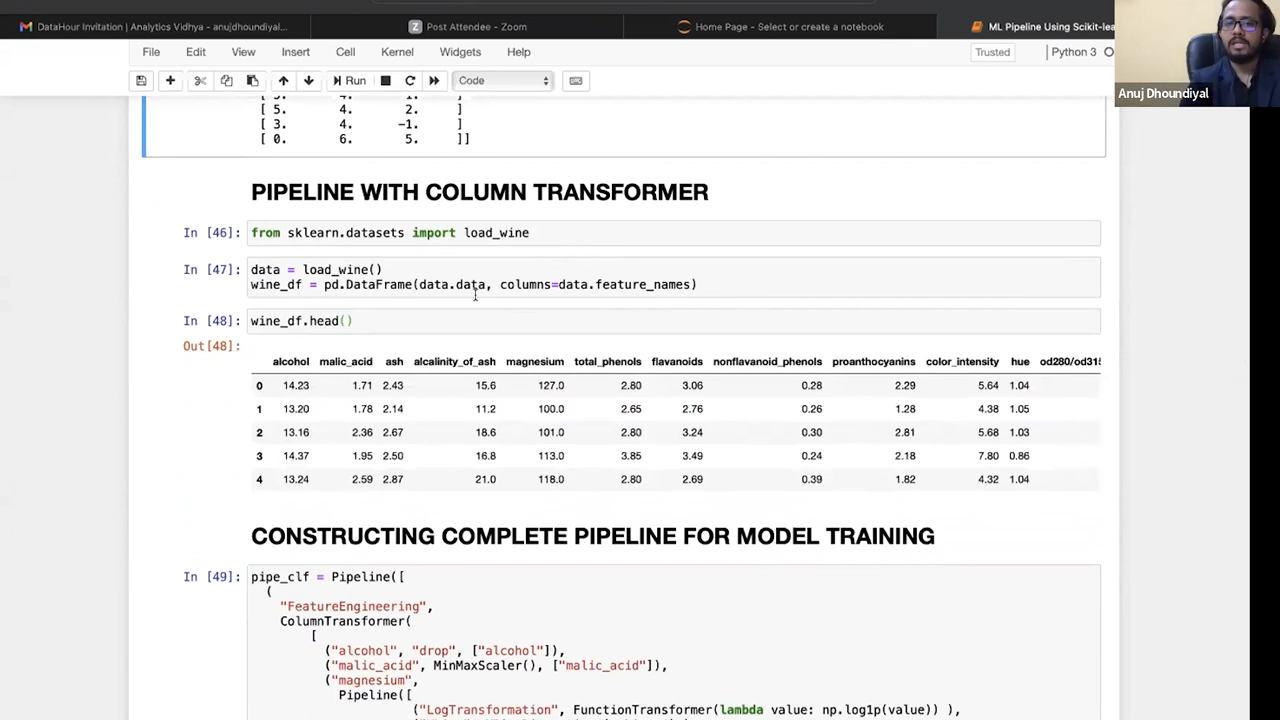 DataHour Invitation | Analytics Vidhya - anujdhoundiyal...
Post Attendee - Zoom
Home Page - Select or create a notebook
ML Pipeline Using Scikit-lea
File Edit View Insert Cell Kernel Widgets Help
Trusted
Python 3
Run
Code
Anuj Dhoundiyal
[ 5. 4. 2. ]
[ 3. 4. -1. ]
[ 0. 6. 5. ]]
PIPELINE WITH COLUMN TRANSFORMER
In [46]: from sklearn.datasets import load_wine
In [47]: data = load_wine()
wine_df = pd.DataFrame(data.data, columns=data.feature_names)
In [48]: wine_df.head()
Out[48]:
alcohol malic_acid ash alcalinity_of_ash magnesium total_phenols flavanoids nonflavanoid_phenols proanthocyanins color_intensity hue od280/od315
0 14.23 1.71 2.43 15.6 127.0 2.80 3.06 0.28 2.29 5.64 1.04
1 13.20 1.78 2.14 11.2 100.0 2.65 2.76 0.26 1.28 4.38 1.05
2 13.16 2.36 2.67 18.6 101.0 2.80 3.24 0.30 2.81 5.68 1.03
3 14.37 1.95 2.50 16.8 113.0 3.85 3.49 0.24 2.18 7.80 0.86
4 13.24 2.59 2.87 21.0 118.0 2.80 2.69 0.39 1.82 4.32 1.04
CONSTRUCTING COMPLETE PIPELINE FOR MODEL TRAINING
In [49]: pipe_clf = Pipeline([
(
"FeatureEngineering",
ColumnTransformer(
[
("alcohol", "drop", ["alcohol"]),
("malic_acid", MinMaxScaler(), ["malic_acid"]),
("magnesium",
Pipeline([
("LogTransformation", FunctionTransformer(lambda value: np.log1p(value)) ),